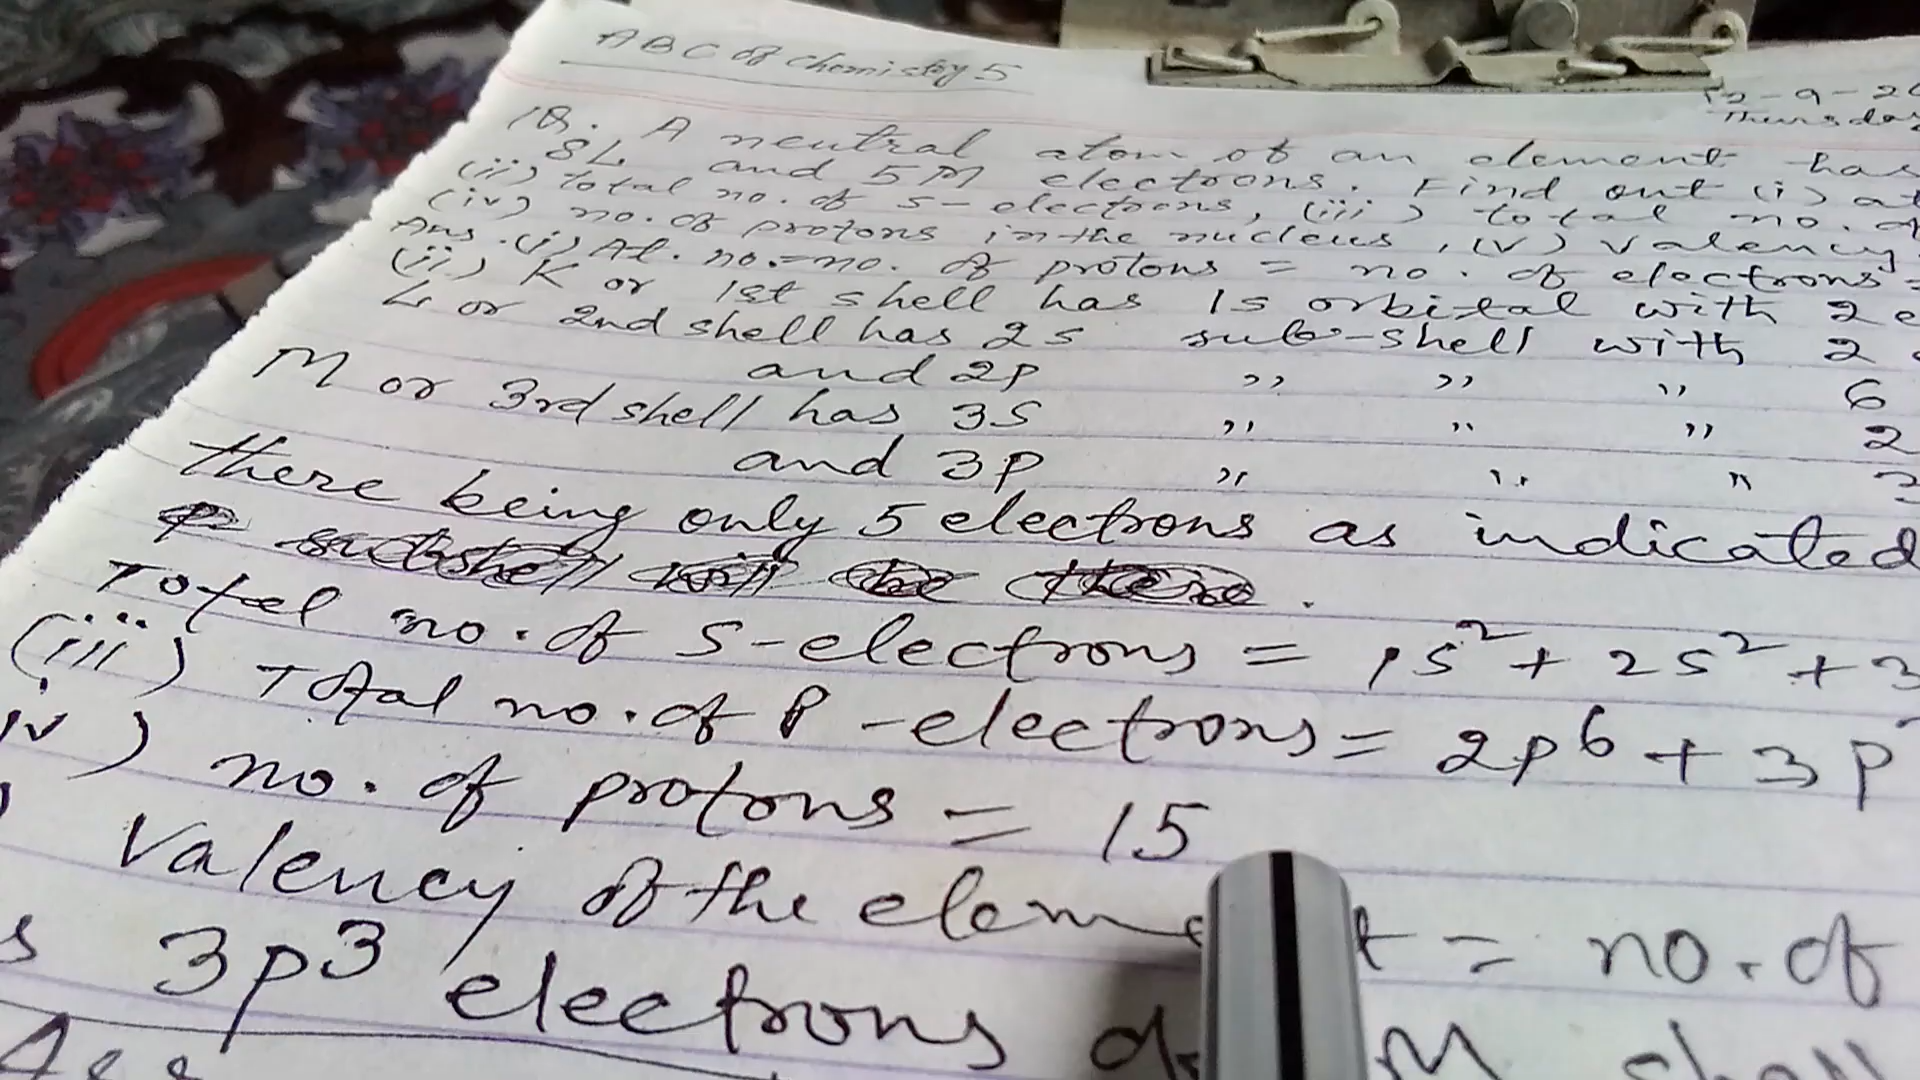 ABC of Chemistry 5
12-9-20
Thursday
1Q. A neutral atom of an element has
8L and 5M electrons. Find out (i) at
(ii) total no. of s-electrons, (iii) total no. of
(iv) no. of protons in the nucleus, (v) valency
Ans. (i) At. no. = no. of protons = no. of electrons =
(ii) K or 1st shell has 1s orbital with 2 e
L or 2nd shell has 2s sub-shell with 2
and 2p ,, ,, ,, 6
M or 3rd shell has 3S ,, ,, ,, 2
and 3p ,, ,, ,,
there being only 5 electrons as indicated
Total no. of S-electrons = 1s² + 2s² + 3
(iii) Total no. of P-electrons = 2p6 + 3p
iv) no. of protons = 15
Valency of the element = no. of
s 3p3 electrons M shell